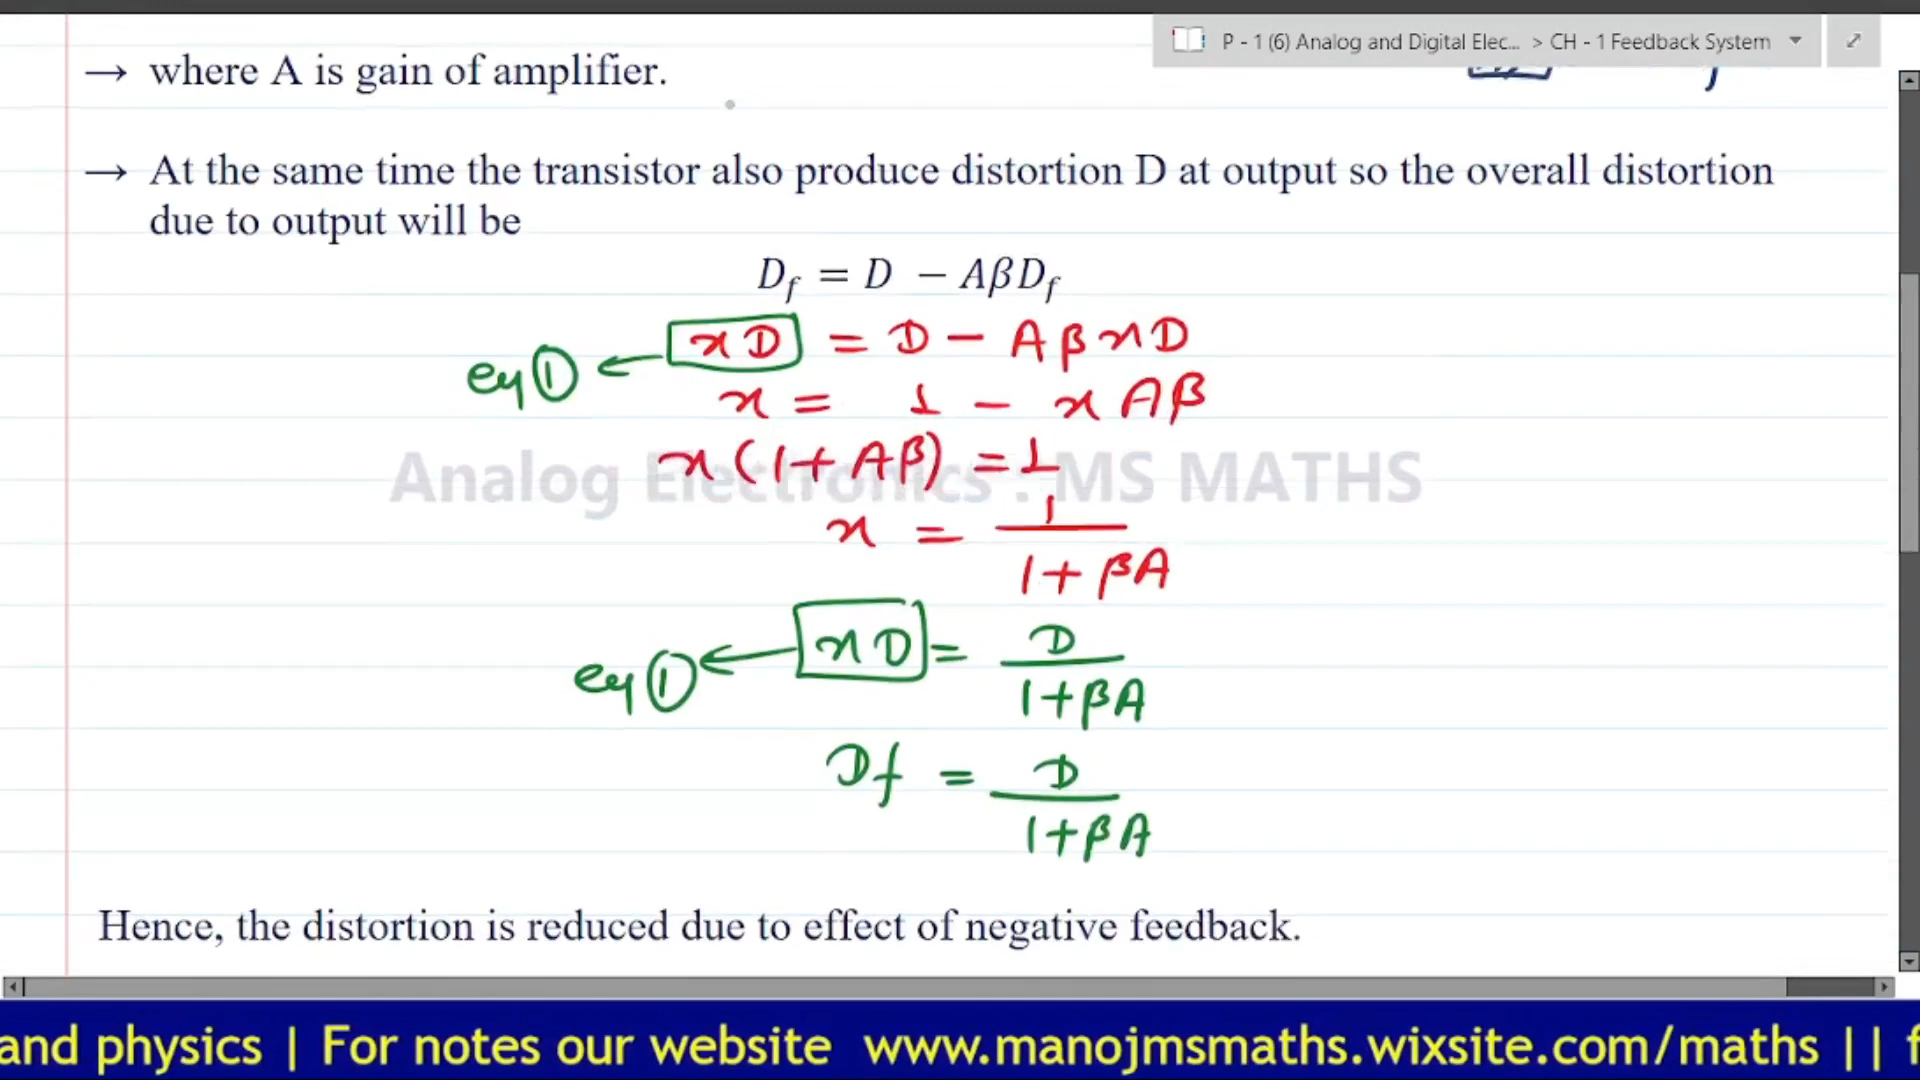 P - 1 (6) Analog and Digital Elec... > CH - 1 Feedback System
→ where A is gain of amplifier.
→ At the same time the transistor also produce distortion D at output so the overall distortion
due to output will be
D_f = D − AβD_f
eq ① ← xD = D − AβxD
x = 1 − xAβ
x(1+Aβ) = 1
Analog Electronics : MS MATHS
x = 1 / 1+βA
eq ① ← xD = D / 1+βA
Df = D / 1+βA
Hence, the distortion is reduced due to effect of negative feedback.
and physics | For notes our website www.manojmsmaths.wixsite.com/maths || f